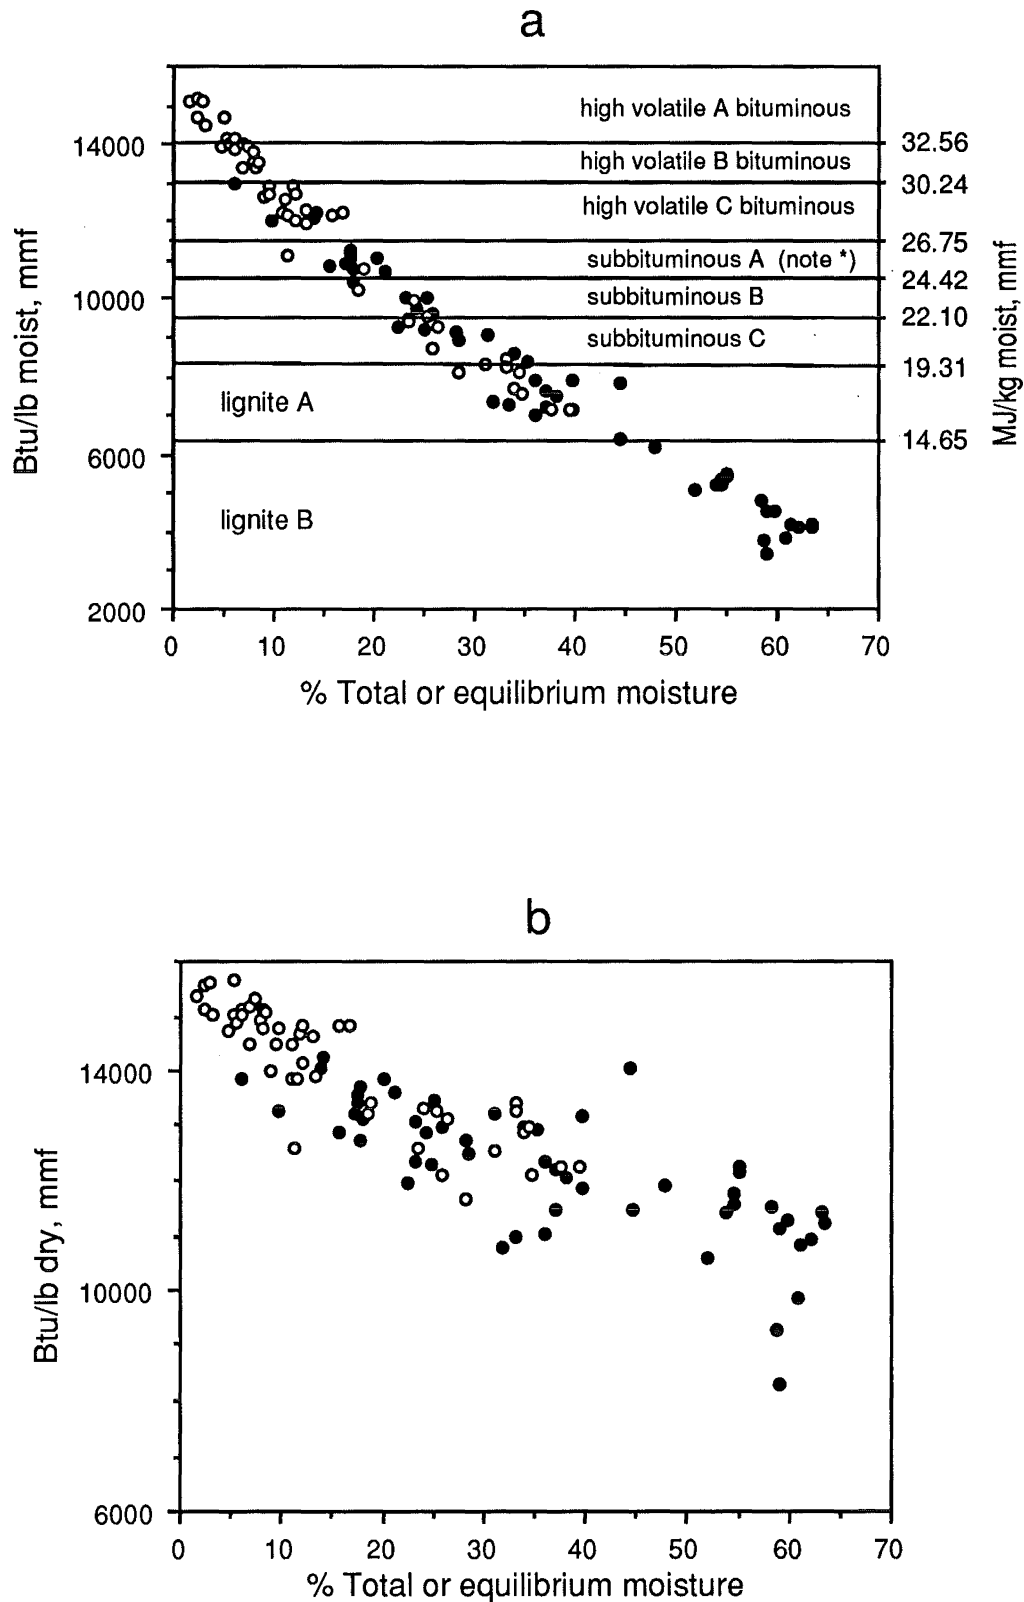 a
high volatile A bituminous
14000
32.56
high volatile B bituminous
30.24
high volatile C bituminous
26.75
subbituminous A (note *)
24.42
10000
subbituminous B
22.10
subbituminous C
19.31
lignite A
14.65
6000
lignite B
2000
Btu/lb moist, mmf
MJ/kg moist, mmf
0 10 20 30 40 50 60 70
% Total or equilibrium moisture
b
14000
10000
6000
Btu/lb dry, mmf
0 10 20 30 40 50 60 70
% Total or equilibrium moisture